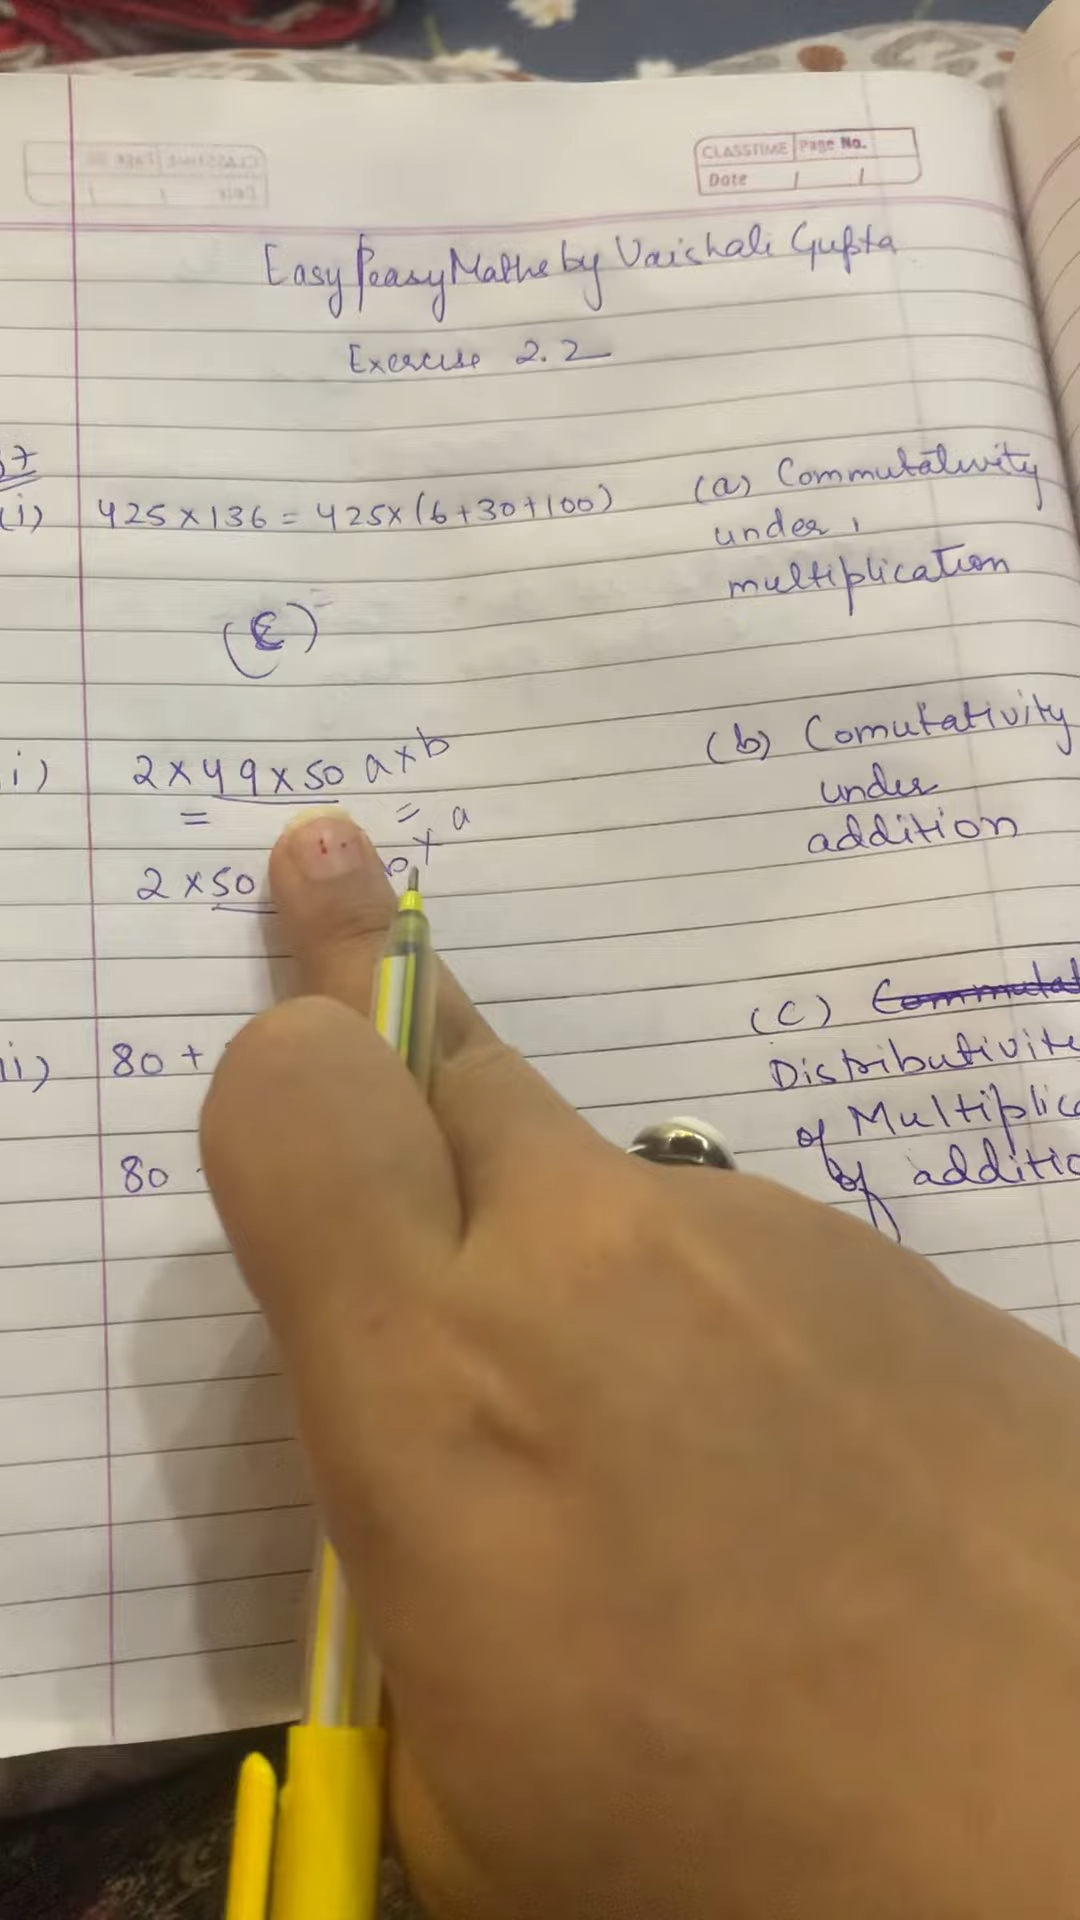 CLASSTIME Page No.
Date / /
Easy Peasy Maths by Vaishali Gupta
Exercise 2.2
(i) 425 × 136 = 425 × (6 + 30 + 100) (a) Commutativity
under
multiplication
(C)
i) 2 × 49 × 50 a × b (b) Comutativity
= = under
a addition
2 × 50 b ×
(C)
ii) 80 + Distributivity
of Multiplic
80 of additio